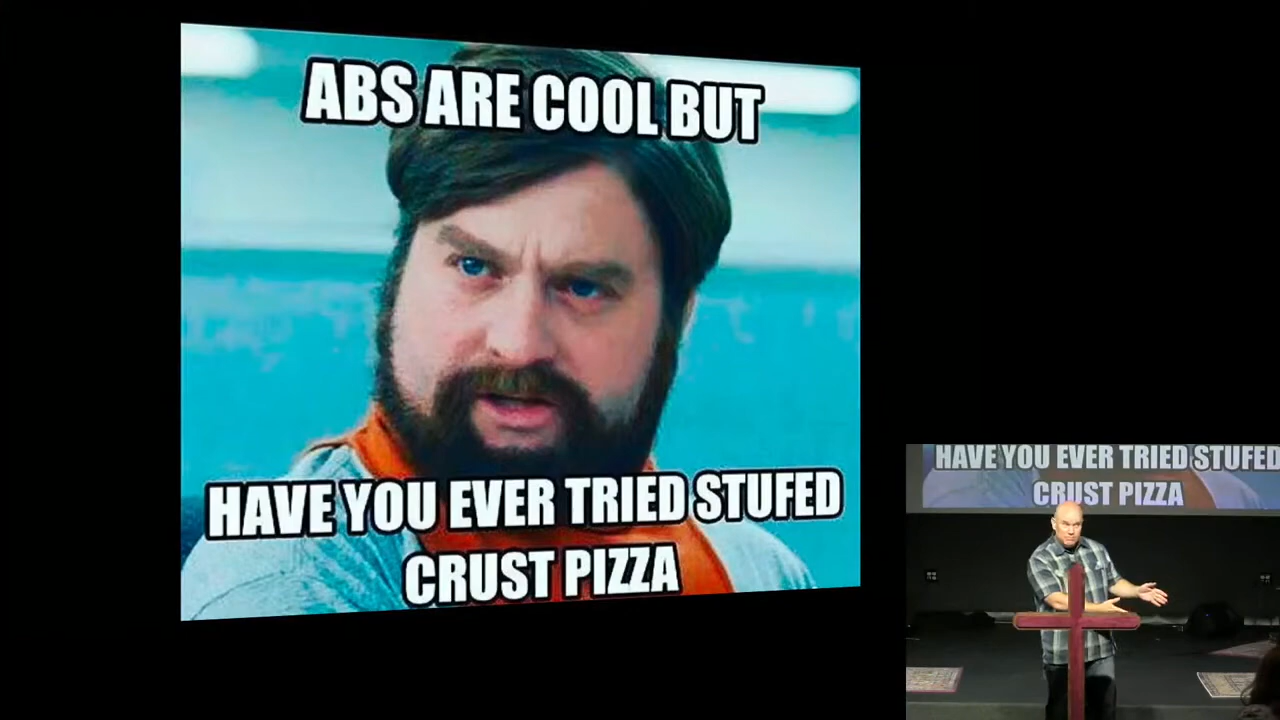 ABS ARE COOL BUT
HAVE YOU EVER TRIED STUFED
CRUST PIZZA
HAVE YOU EVER TRIED STUFED
CRUST PIZZA